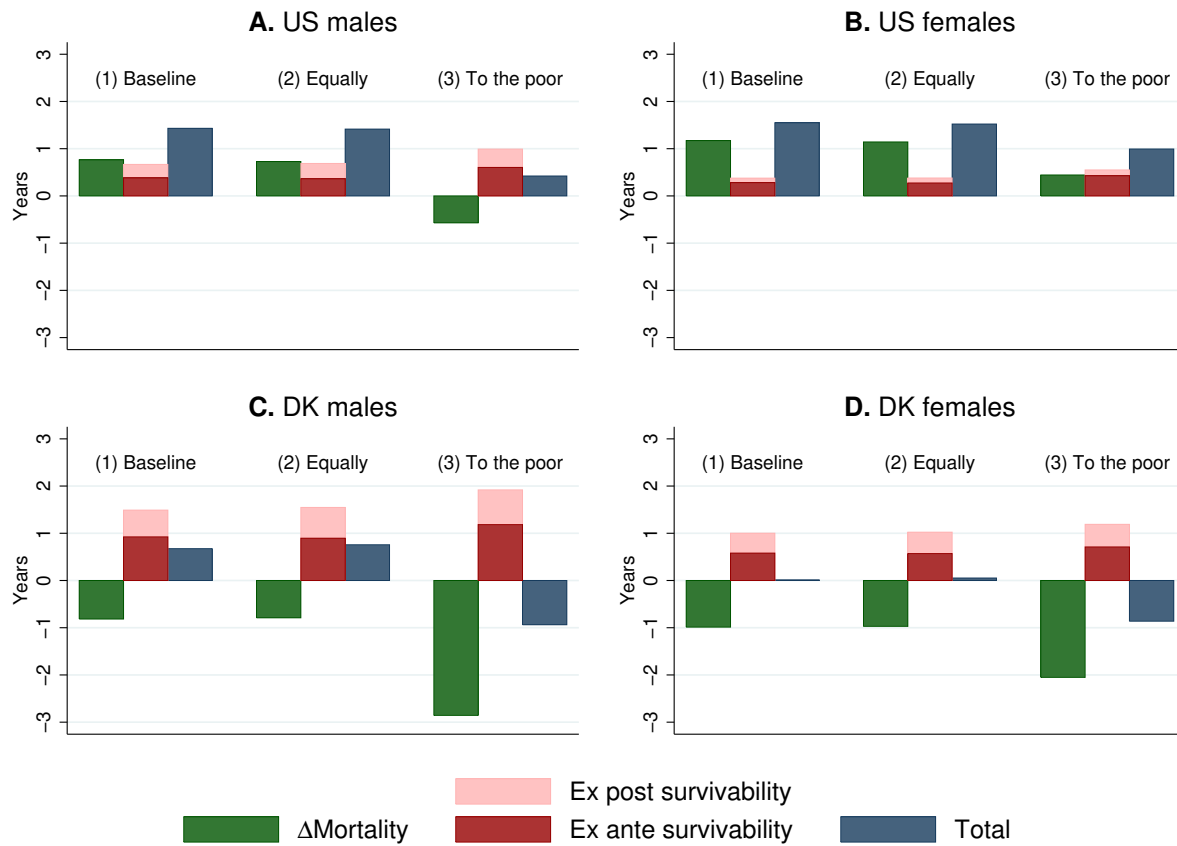 A. US males
B. US females
(1) Baseline (2) Equally (3) To the poor
(1) Baseline (2) Equally (3) To the poor
Years
3
2
1
0
−1
−2
−3
Years
3
2
1
0
−1
−2
−3
C. DK males
D. DK females
(1) Baseline (2) Equally (3) To the poor
(1) Baseline (2) Equally (3) To the poor
Years
3
2
1
0
−1
−2
−3
Years
3
2
1
0
−1
−2
−3
Ex post survivability
ΔMortality Ex ante survivability Total